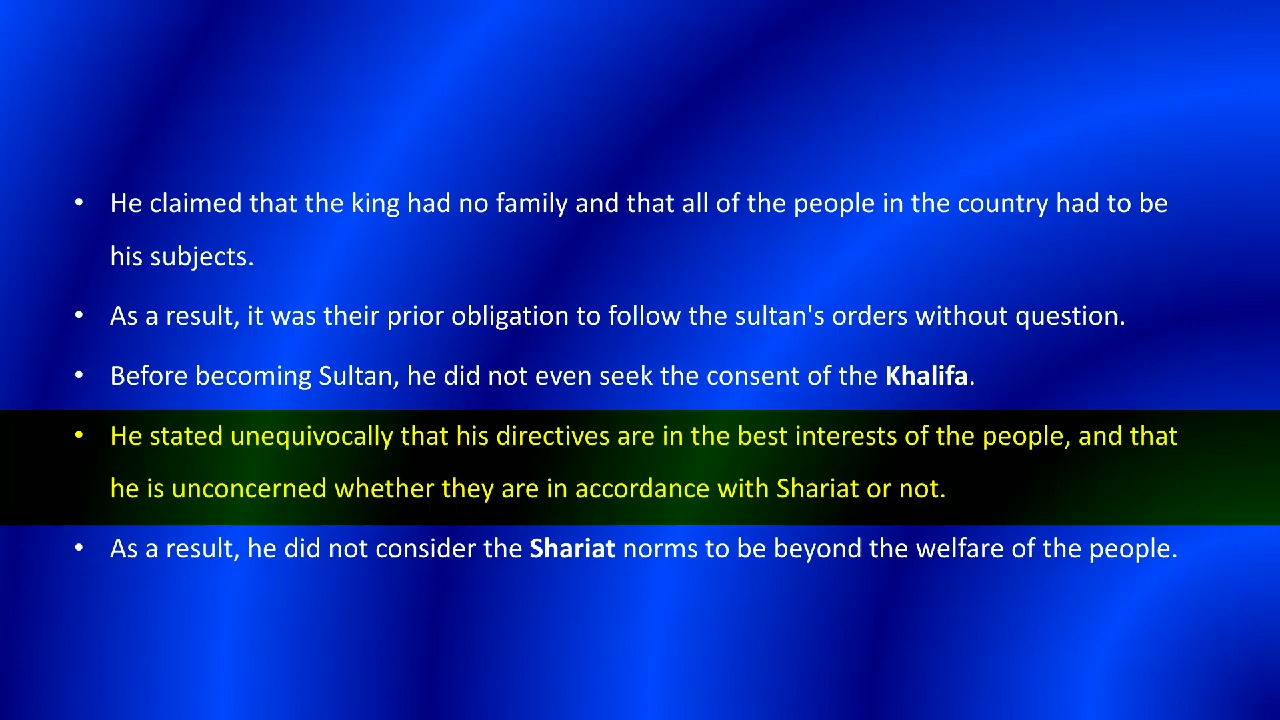 • He claimed that the king had no family and that all of the people in the country had to be
his subjects.
• As a result, it was their prior obligation to follow the sultan's orders without question.
• Before becoming Sultan, he did not even seek the consent of the Khalifa.
• He stated unequivocally that his directives are in the best interests of the people, and that
he is unconcerned whether they are in accordance with Shariat or not.
• As a result, he did not consider the Shariat norms to be beyond the welfare of the people.